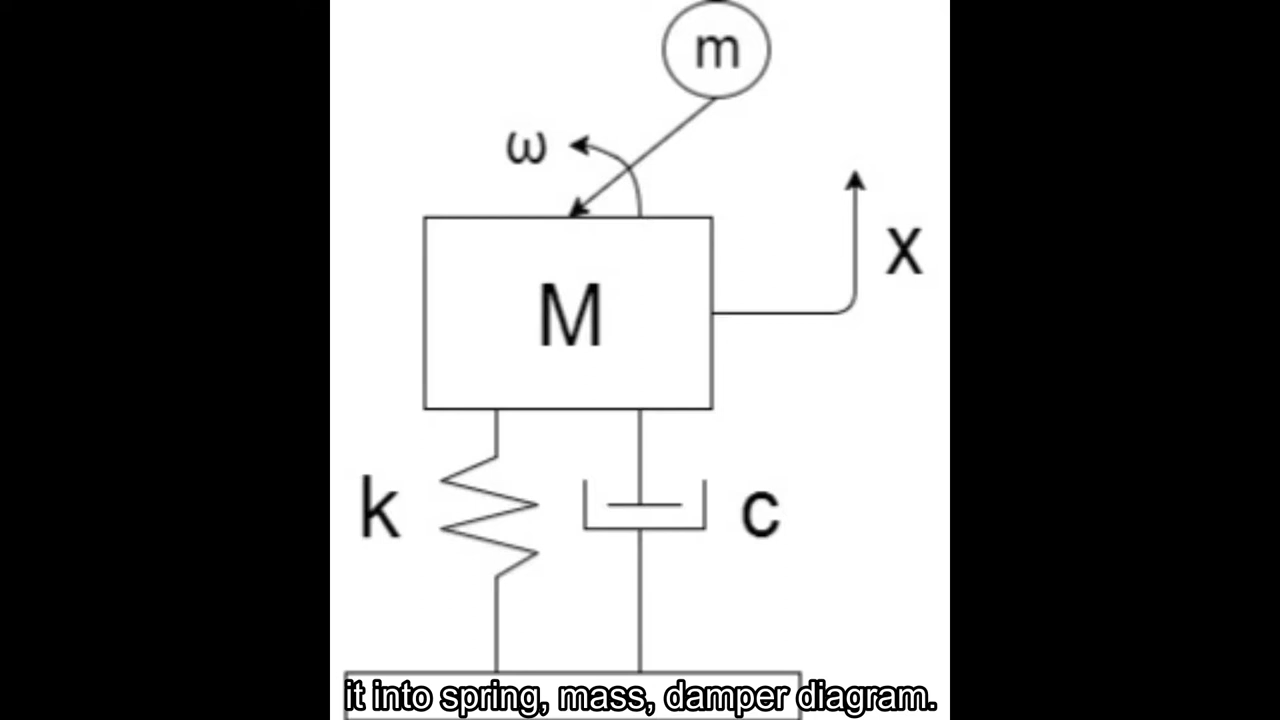 m
ω
x
M
k
c
it into spring, mass, damper diagram.